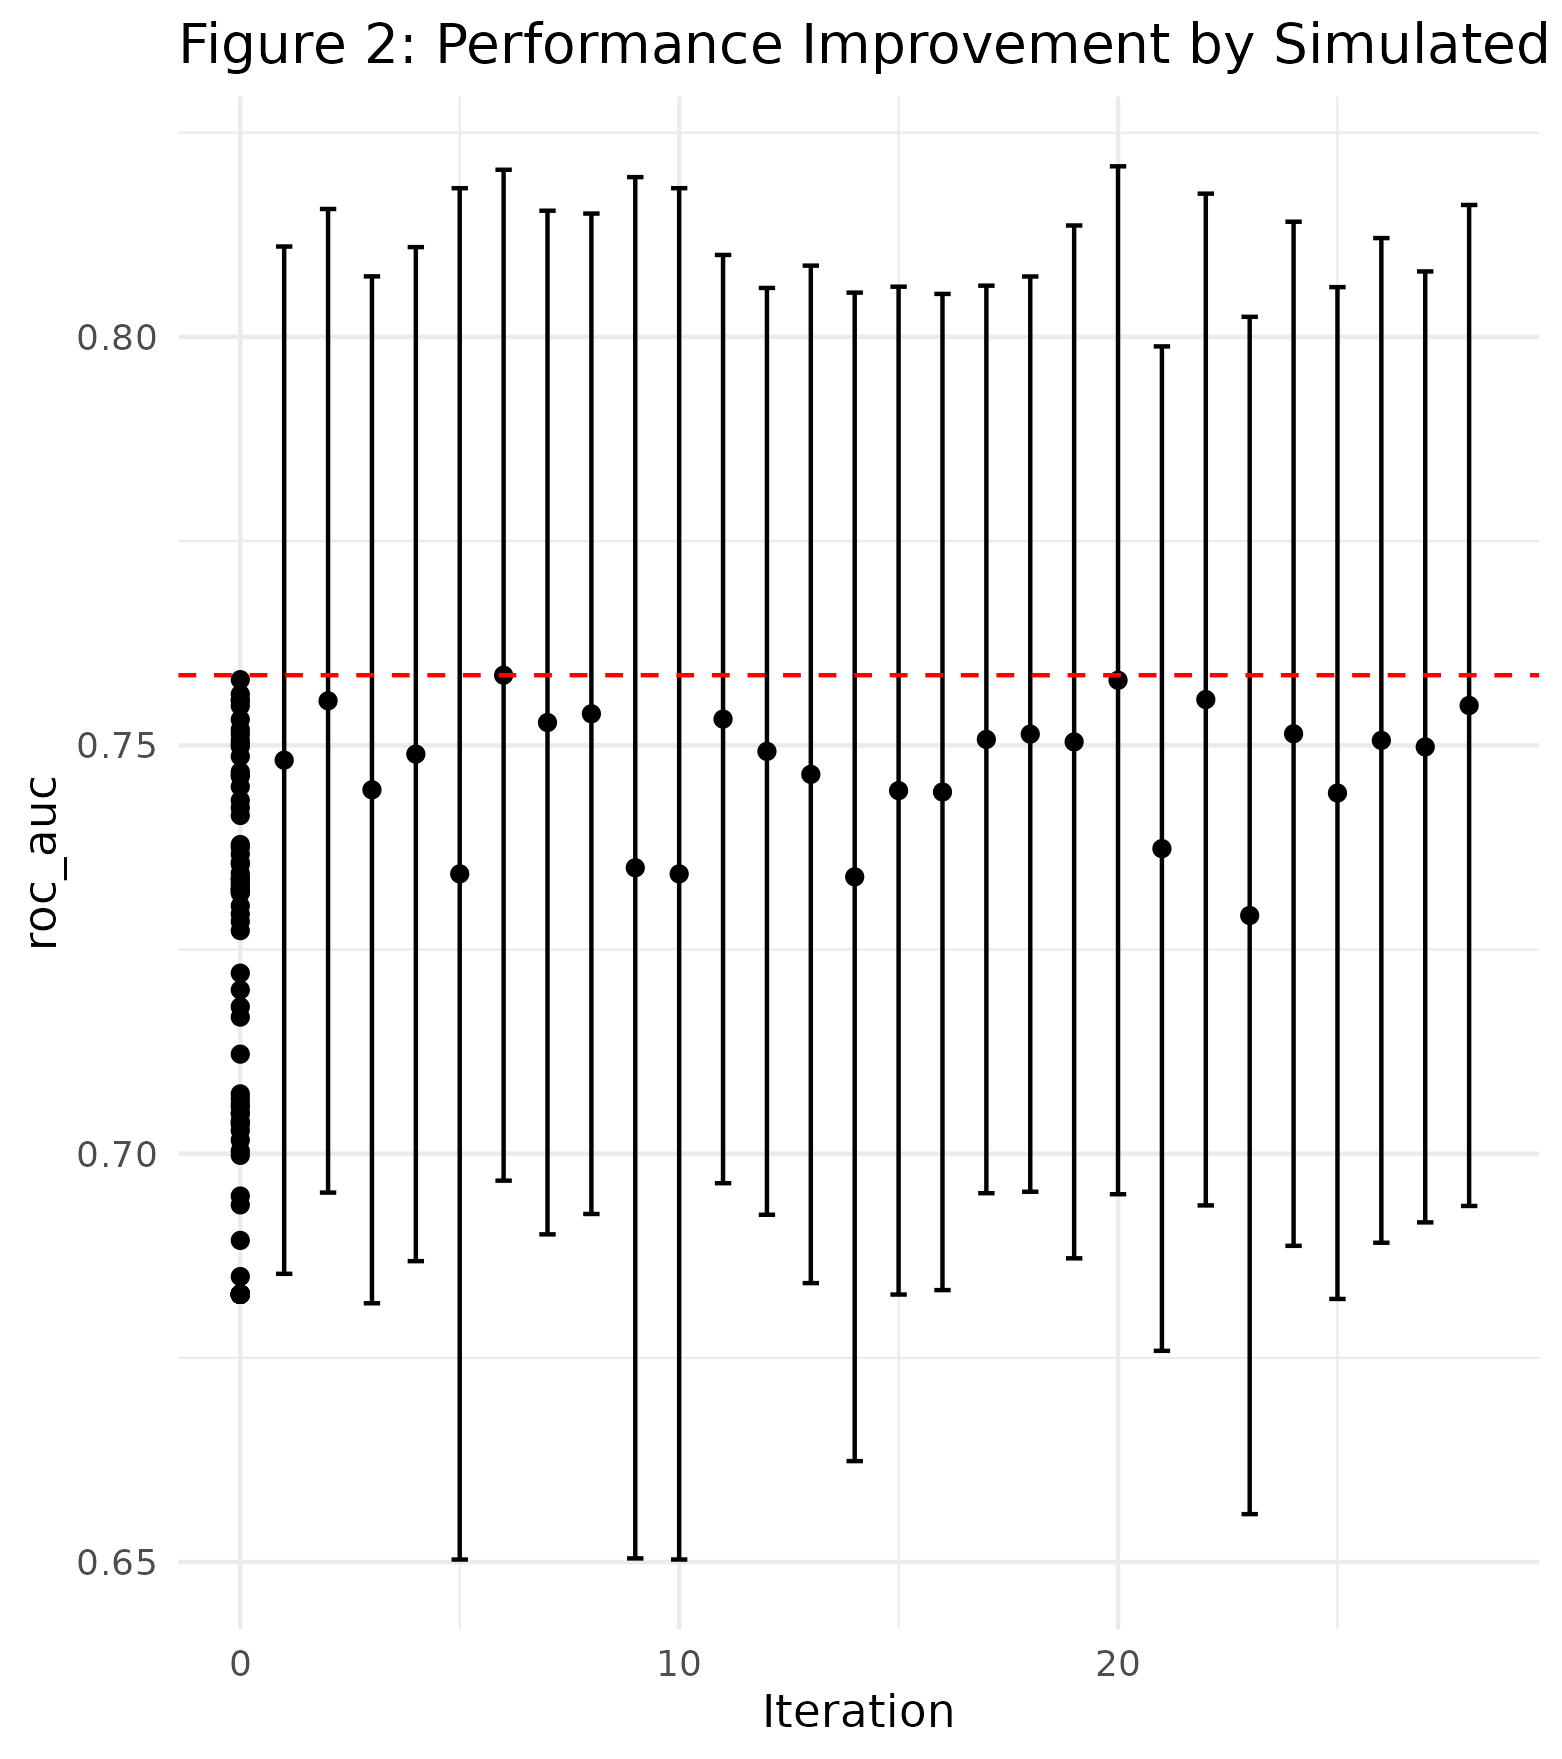 Figure 2: Performance Improvement by Simulated
0.80
0.75
0.70
0.65
roc_auc
0
10
20
Iteration